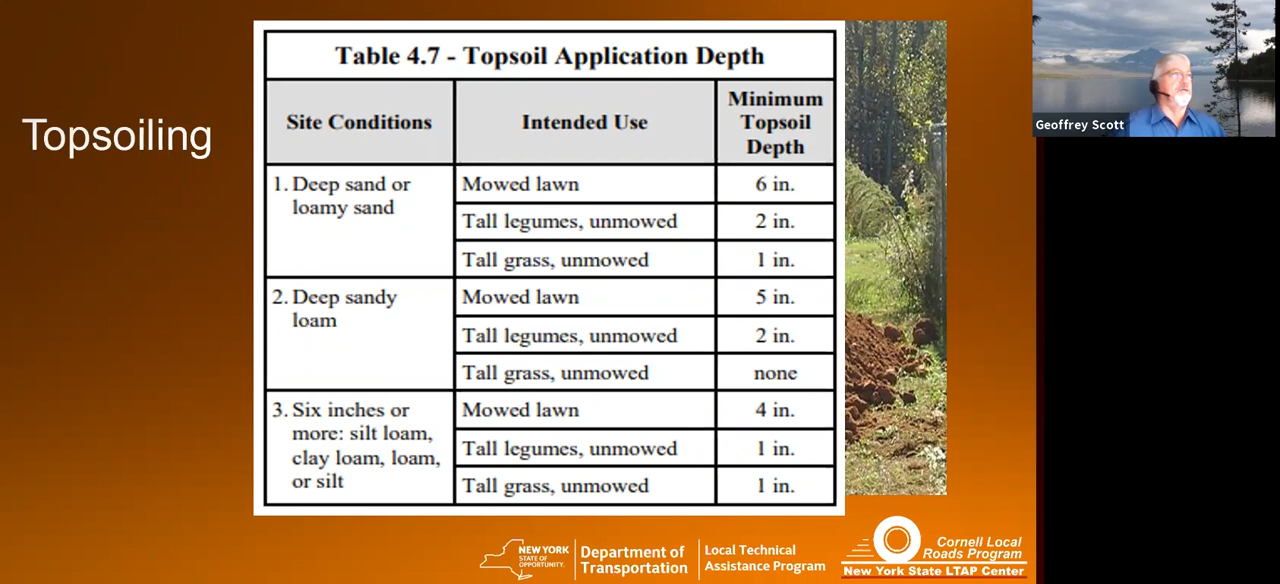 Topsoiling
Table 4.7 - Topsoil Application Depth
Site Conditions
Intended Use
Minimum
Topsoil
Depth
1. Deep sand or
loamy sand
Mowed lawn
6 in.
Tall legumes, unmowed
2 in.
Tall grass, unmowed
1 in.
2. Deep sandy
loam
Mowed lawn
5 in.
Tall legumes, unmowed
2 in.
Tall grass, unmowed
none
3. Six inches or
more: silt loam,
clay loam, loam,
or silt
Mowed lawn
4 in.
Tall legumes, unmowed
1 in.
Tall grass, unmowed
1 in.
Geoffrey Scott
NEW YORK
STATE OF
OPPORTUNITY.
Department of
Transportation
Local Technical
Assistance Program
Cornell Local
Roads Program
New York State LTAP Center